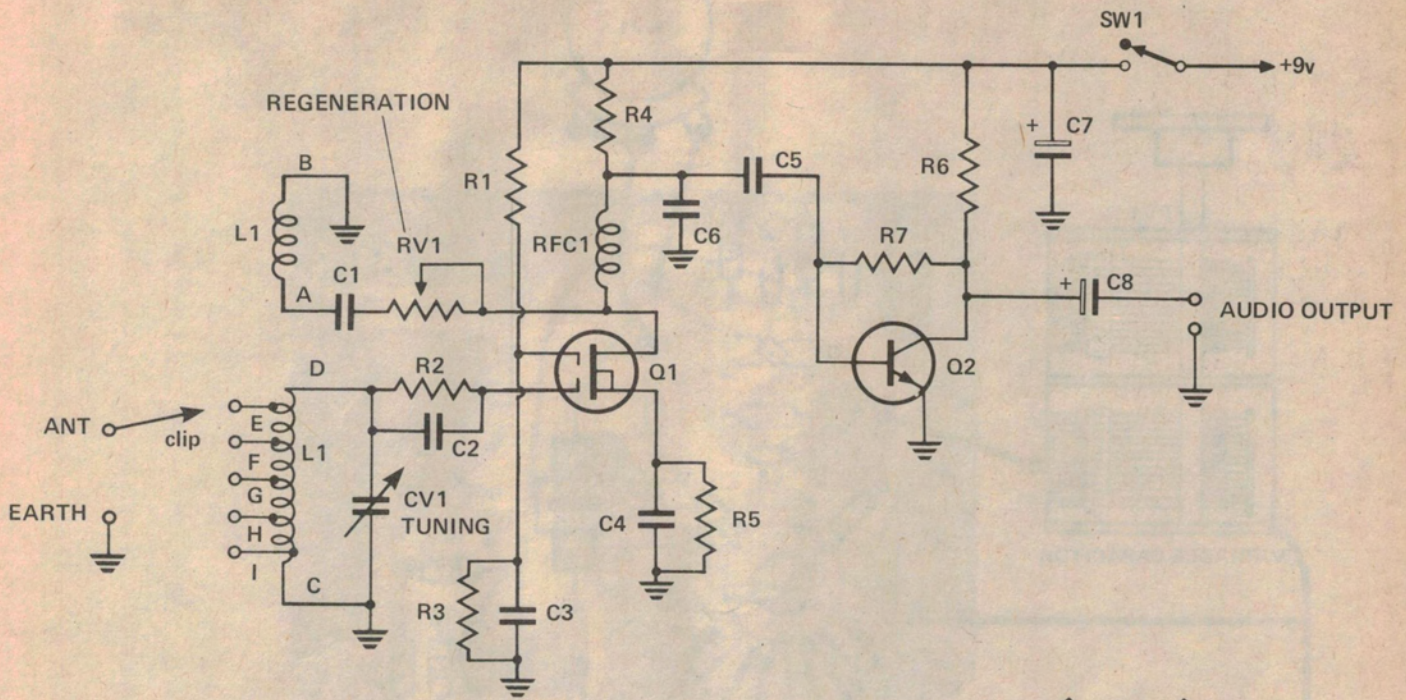 SW1
+9v
REGENERATION
R4
+ C7
B
R1
C5
R6
L1
RV1
RFC1
C6
R7
C1
A
+ C8
AUDIO OUTPUT
D
R2
Q1
Q2
ANT
clip
E
L1
C2
F
G
CV1
TUNING
EARTH
H
C4
R5
I
C
R3
C3